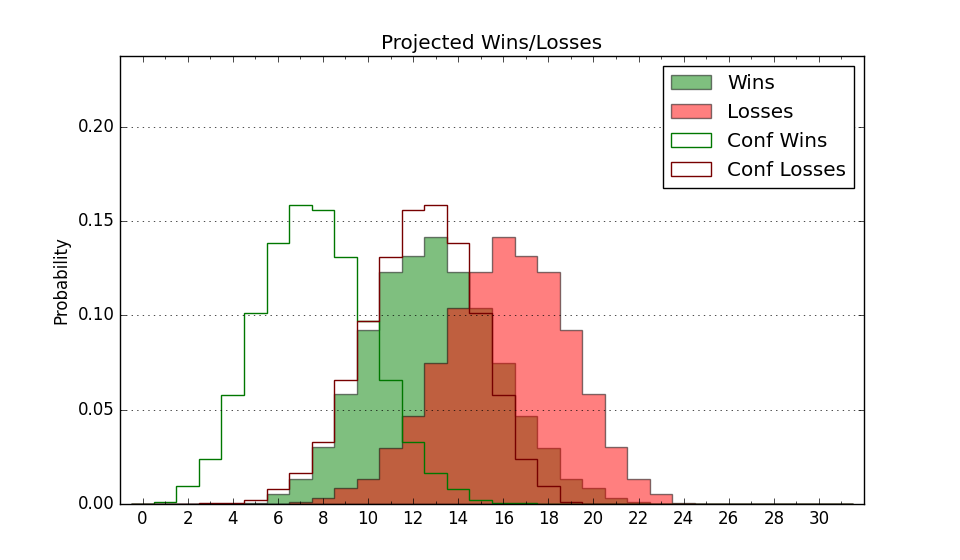 Projected Wins/Losses
Wins
Losses
Conf Wins
Conf Losses
Probability
0.20
0.15
0.10
0.05
0.00
0 2 4 6 8 10 12 14 16 18 20 22 24 26 28 30